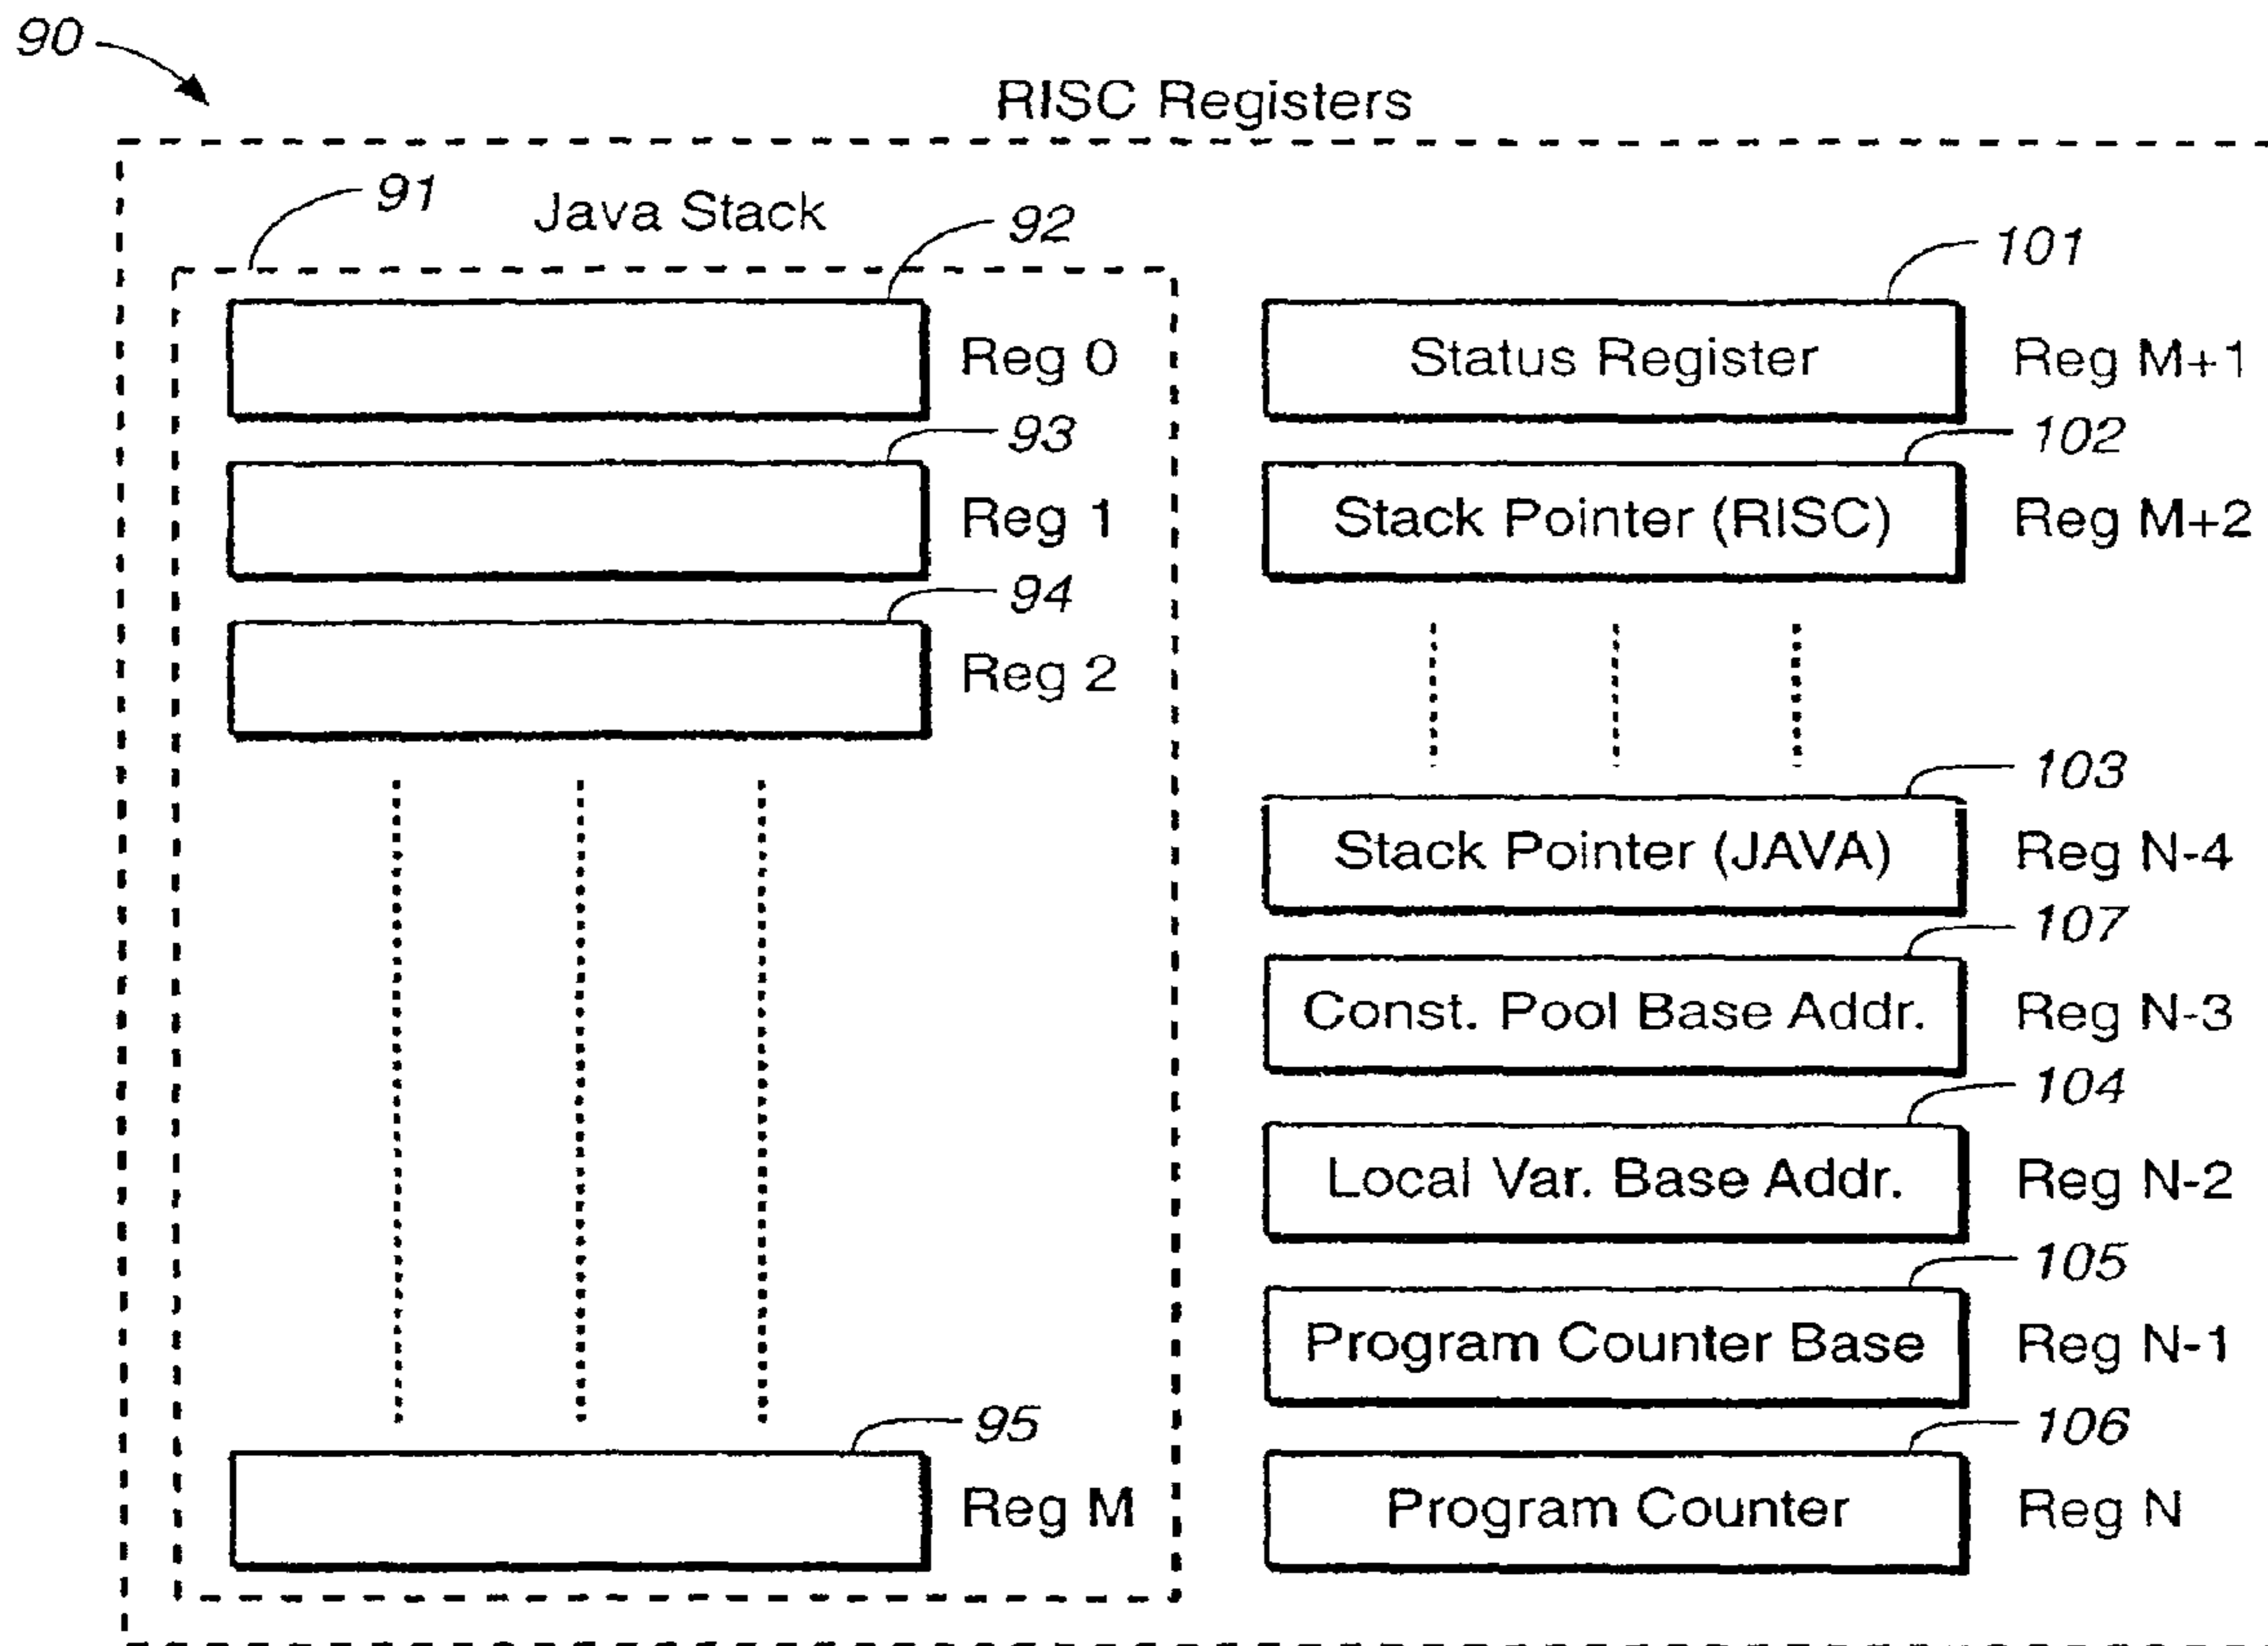 90
RISC Registers
91
Java Stack
92
Reg 0
93
Reg 1
94
Reg 2
95
Reg M
101
Status Register
Reg M+1
102
Stack Pointer (RISC)
Reg M+2
103
Stack Pointer (JAVA)
Reg N-4
107
Const. Pool Base Addr.
Reg N-3
104
Local Var. Base Addr.
Reg N-2
105
Program Counter Base
Reg N-1
106
Program Counter
Reg N